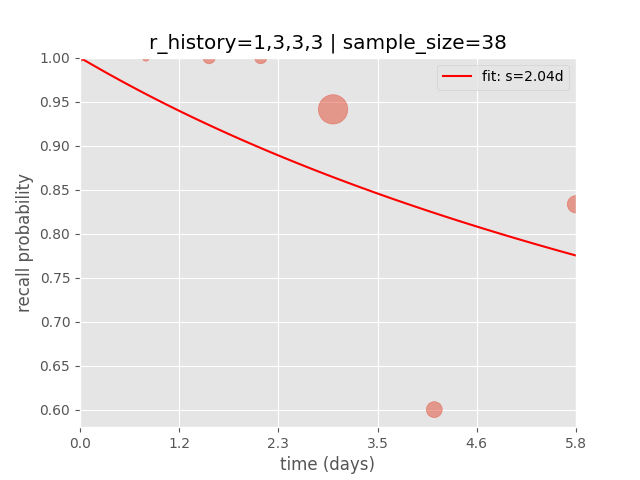 r_history=1,3,3,3 | sample_size=38
fit: s=2.04d
1.00
0.95
0.90
0.85
0.80
0.75
0.70
0.65
0.60
recall probability
0.0 1.2 2.3 3.5 4.6 5.8
time (days)